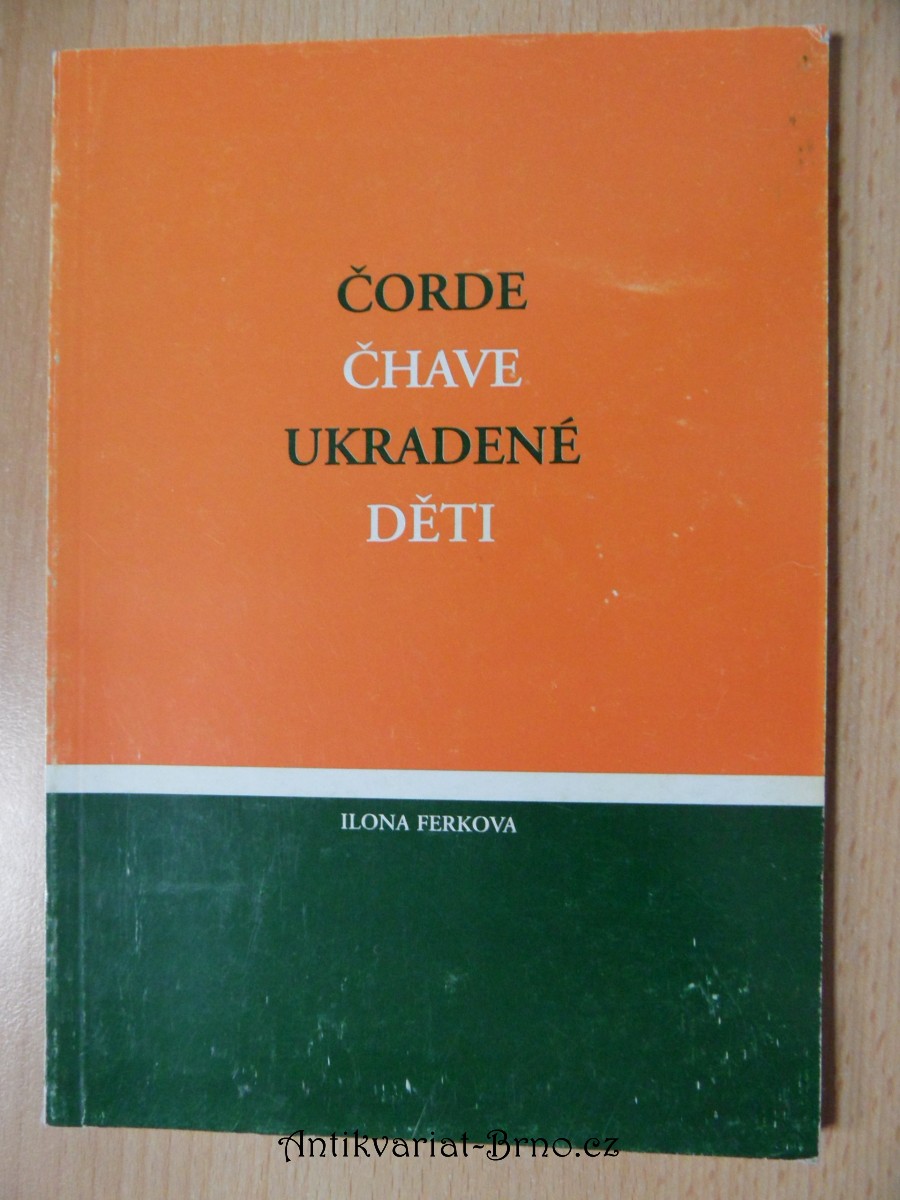 ČORDE
ČHAVE
UKRADENÉ
DĚTI
ILONA FERKOVA
Antikvariat-Brno.cz